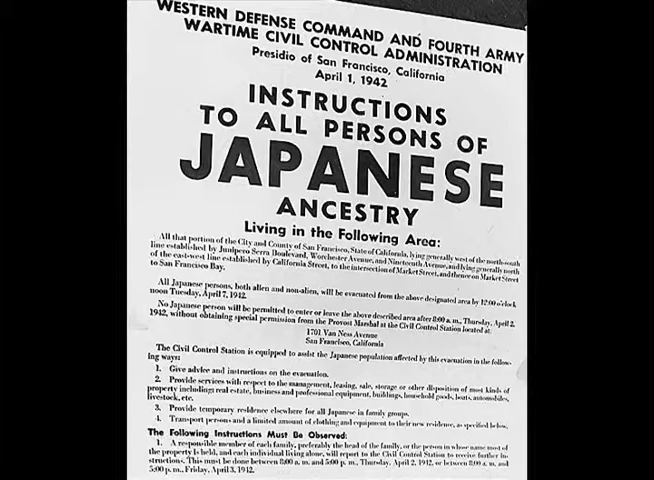 WESTERN DEFENSE COMMAND AND FOURTH ARMY
WARTIME CIVIL CONTROL ADMINISTRATION
Presidio of San Francisco, California
April 1, 1942
INSTRUCTIONS
TO ALL PERSONS OF
JAPANESE
ANCESTRY
Living in the Following Area:
All that portion of the City and County of San Francisco, State of California, lying generally west of the north-south
line established by Junipero Serra Boulevard, Worchester Avenue, and Nineteenth Avenue, and lying generally north
of the east-west line established by California Street, to the intersection of Market Street, and thence on Market Street
to San Francisco Bay.
All Japanese persons, both alien and non-alien, will be evacuated from the above designated area by 12:00 o'clock
noon Tuesday, April 7, 1942.
No Japanese person will be permitted to enter or leave the above described area after 8:00 a. m., Thursday, April 2,
1942, without obtaining special permission from the Provost Marshal at the Civil Control Station located at:
1701 Van Ness Avenue
San Francisco, California
The Civil Control Station is equipped to assist the Japanese population affected by this evacuation in the follow-
ing ways:
1. Give advice and instructions on the evacuation.
2. Provide services with respect to the management, leasing, sale, storage or other disposition of most kinds of
property including: real estate, business and professional equipment, buildings, household goods, boats, automobiles,
livestock, etc.
3. Provide temporary residence elsewhere for all Japanese in family groups.
4. Transport persons and a limited amount of clothing and equipment to their new residence, as specified below.
The Following Instructions Must Be Observed:
1. A responsible member of each family, preferably the head of the family, or the person in whose name most of
the property is held, and each individual living alone, will report to the Civil Control Station to receive further in-
structions. This must be done between 8:00 a. m. and 5:00 p. m., Thursday, April 2, 1942, or between 8:00 a. m. and
5:00 p. m., Friday, April 3, 1942.